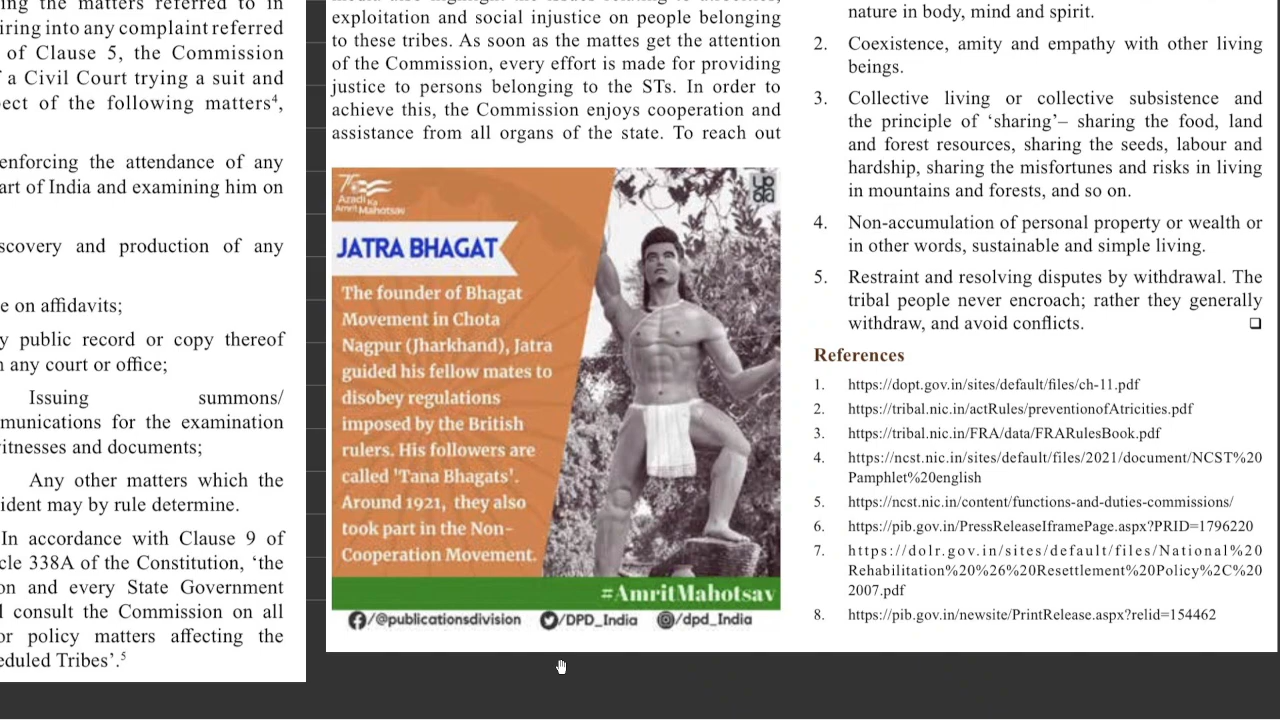 ing the matters referred to in
iring into any complaint referred
of Clause 5, the Commission
a Civil Court trying a suit and
pect of the following matters⁴,
enforcing the attendance of any
art of India and examining him on
scovery and production of any
e on affidavits;
y public record or copy thereof
any court or office;
Issuing summons/
munications for the examination
vitnesses and documents;
Any other matters which the
ident may by rule determine.
In accordance with Clause 9 of
cle 338A of the Constitution, ‘the
on and every State Government
l consult the Commission on all
or policy matters affecting the
eduled Tribes’.⁵
exploitation and social injustice on people belonging
to these tribes. As soon as the mattes get the attention
of the Commission, every effort is made for providing
justice to persons belonging to the STs. In order to
achieve this, the Commission enjoys cooperation and
assistance from all organs of the state. To reach out
Azadi Ka
Amrit Mahotsav
JATRA BHAGAT
The founder of Bhagat
Movement in Chota
Nagpur (Jharkhand), Jatra
guided his fellow mates to
disobey regulations
imposed by the British
rulers. His followers are
called 'Tana Bhagats'.
Around 1921, they also
took part in the Non-
Cooperation Movement.
#AmritMahotsav
/@publicationsdivision /DPD_India /dpd_India
nature in body, mind and spirit.
2. Coexistence, amity and empathy with other living
beings.
3. Collective living or collective subsistence and
the principle of ‘sharing’– sharing the food, land
and forest resources, sharing the seeds, labour and
hardship, sharing the misfortunes and risks in living
in mountains and forests, and so on.
4. Non-accumulation of personal property or wealth or
in other words, sustainable and simple living.
5. Restraint and resolving disputes by withdrawal. The
tribal people never encroach; rather they generally
withdraw, and avoid conflicts. ❑
References
1. https://dopt.gov.in/sites/default/files/ch-11.pdf
2. https://tribal.nic.in/actRules/preventionofAtricities.pdf
3. https://tribal.nic.in/FRA/data/FRARulesBook.pdf
4. https://ncst.nic.in/sites/default/files/2021/document/NCST%20
Pamphlet%20english
5. https://ncst.nic.in/content/functions-and-duties-commissions/
6. https://pib.gov.in/PressReleaseIframePage.aspx?PRID=1796220
7. https://dolr.gov.in/sites/default/files/National%20
Rehabilitation%20%26%20Resettlement%20Policy%2C%20
2007.pdf
8. https://pib.gov.in/newsite/PrintRelease.aspx?relid=154462